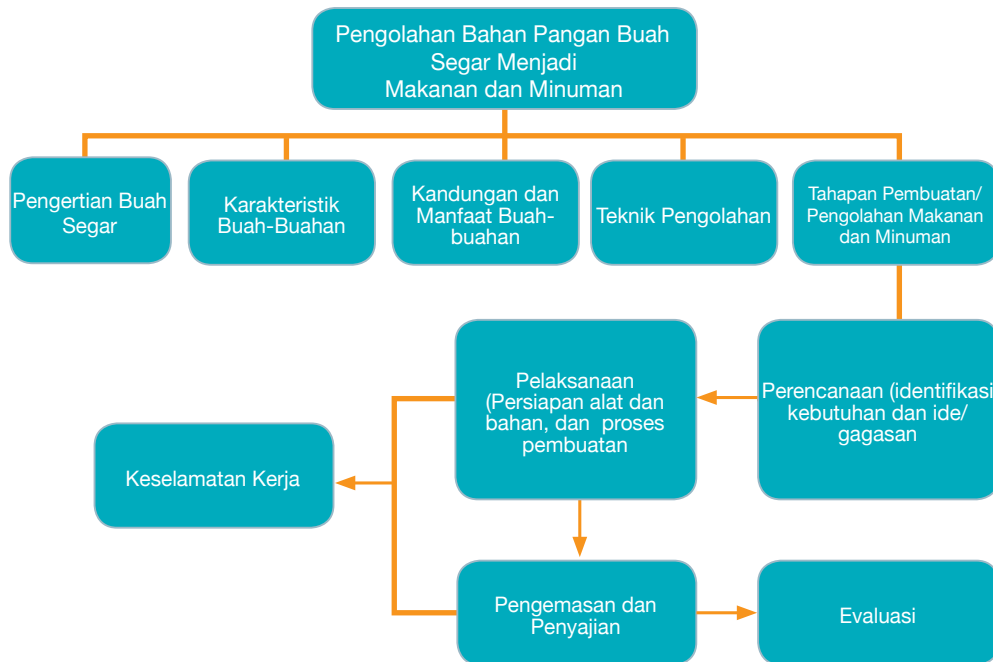 Pengolahan Bahan Pangan Buah
Segar Menjadi
Makanan dan Minuman
Pengertian Buah
Segar
Karakteristik
Buah-Buahan
Kandungan dan
Manfaat Buah-
buahan
Teknik Pengolahan
Tahapan Pembuatan/
Pengolahan Makanan
dan Minuman
Perencanaan (identifikasi
kebutuhan dan ide/
gagasan
Pelaksanaan
(Persiapan alat dan
bahan, dan proses
pembuatan
Keselamatan Kerja
Pengemasan dan
Penyajian
Evaluasi